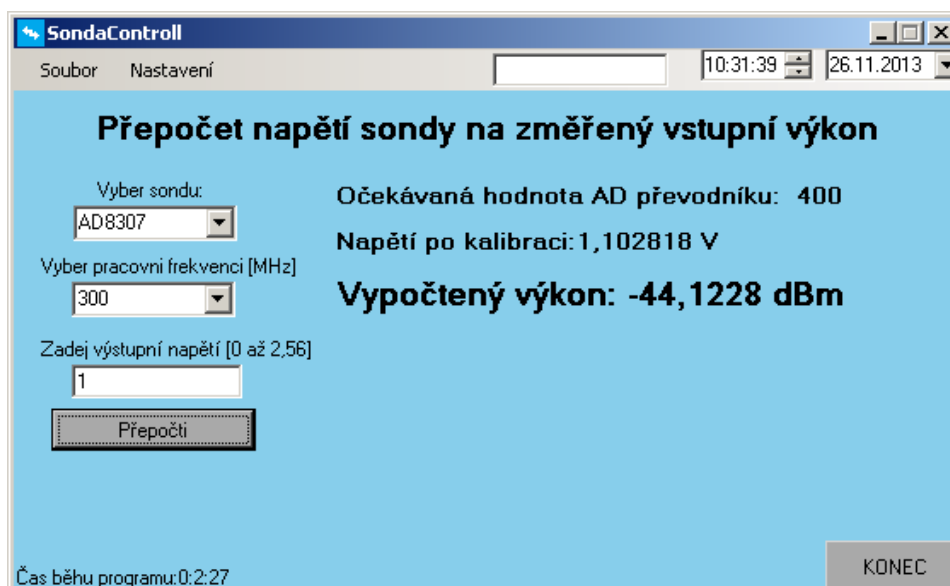 SondaControll
Soubor Nastavení 10:31:39 26.11.2013
Přepočet napětí sondy na změřený vstupní výkon
Vyber sondu:
AD8307
Vyber pracovni frekvenci [MHz]
300
Zadej výstupní napětí [0 až 2,56]
1
Přepočti
Očekávaná hodnota AD převodníku: 400
Napětí po kalibraci:1,102818 V
Vypočtený výkon: -44,1228 dBm
Čas běhu programu:0:2:27
KONEC